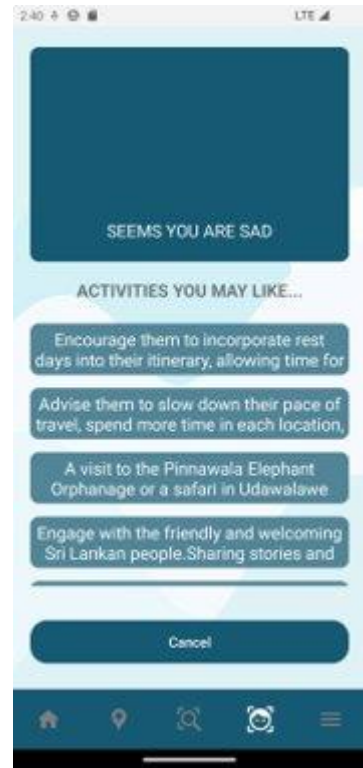 2:40
LTE
SEEMS YOU ARE SAD
ACTIVITIES YOU MAY LIKE...
Encourage them to incorporate rest
days into their itinerary, allowing time for
Advise them to slow down their pace of
travel, spend more time in each location,
A visit to the Pinnawala Elephant
Orphanage or a safari in Udawalawe
Engage with the friendly and welcoming
Sri Lankan people.Sharing stories and
Cancel